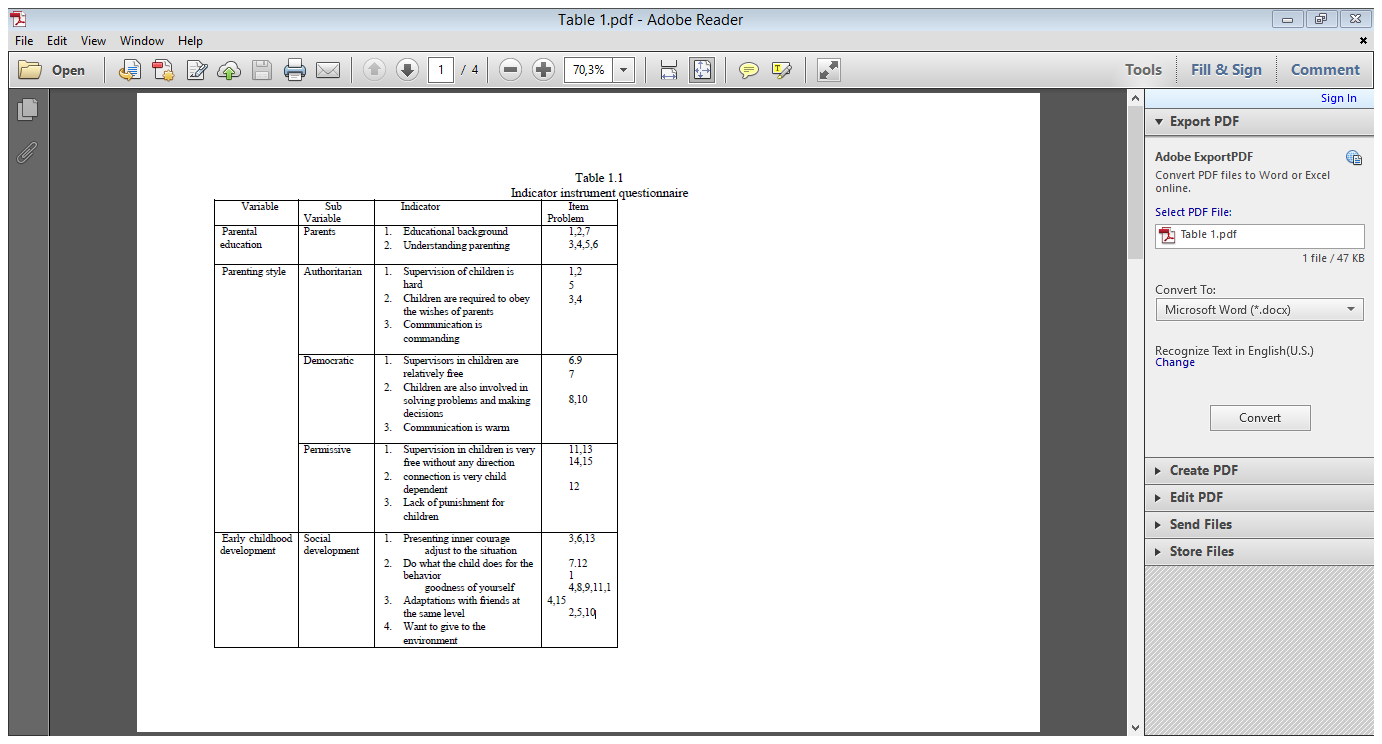 Table 1.pdf - Adobe Reader
File Edit View Window Help
Open 1 / 4 70,3% Tools Fill & Sign Comment
Sign In
Export PDF
Adobe ExportPDF
Convert PDF files to Word or Excel
online.
Select PDF File:
Table 1.pdf
1 file / 47 KB
Convert To:
Microsoft Word (*.docx)
Recognize Text in English(U.S.)
Change
Convert
Create PDF
Edit PDF
Send Files
Store Files
Table 1.1
Indicator instrument questionnaire
Variable Sub Indicator Item
Variable Problem
Parental Parents 1. Educational background 1,2,7
education 2. Understanding parenting 3,4,5,6
Parenting style Authoritarian 1. Supervision of children is 1,2
hard 5
2. Children are required to obey 3,4
the wishes of parents
3. Communication is
commanding
Democratic 1. Supervisors in children are 6.9
relatively free 7
2. Children are also involved in
solving problems and making 8,10
decisions
3. Communication is warm
Permissive 1. Supervision in children is very 11,13
free without any direction 14,15
2. connection is very child
dependent 12
3. Lack of punishment for
children
Early childhood Social 1. Presenting inner courage 3,6,13
development development adjust to the situation
2. Do what the child does for the 7.12
behavior 1
goodness of yourself 4,8,9,11,1
3. Adaptations with friends at 4,15
the same level 2,5,10
4. Want to give to the
environment